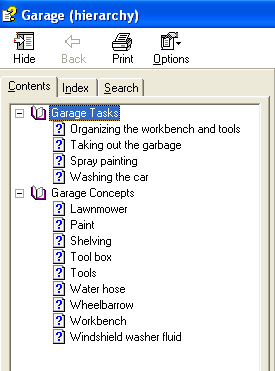 Garage (hierarchy)
Hide Back Print Options
Contents Index Search
Garage Tasks
Organizing the workbench and tools
Taking out the garbage
Spray painting
Washing the car
Garage Concepts
Lawnmower
Paint
Shelving
Tool box
Tools
Water hose
Wheelbarrow
Workbench
Windshield washer fluid